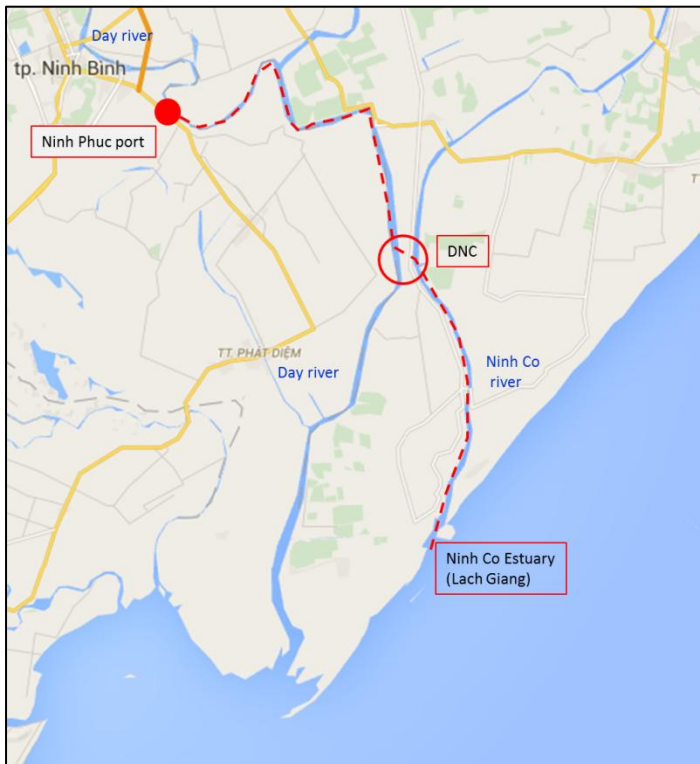 Day river
tp. Ninh Bình
Ninh Phuc port
DNC
TT. PHÁT DIỆM
Day river
Ninh Co
river
Ninh Co Estuary
(Lach Giang)